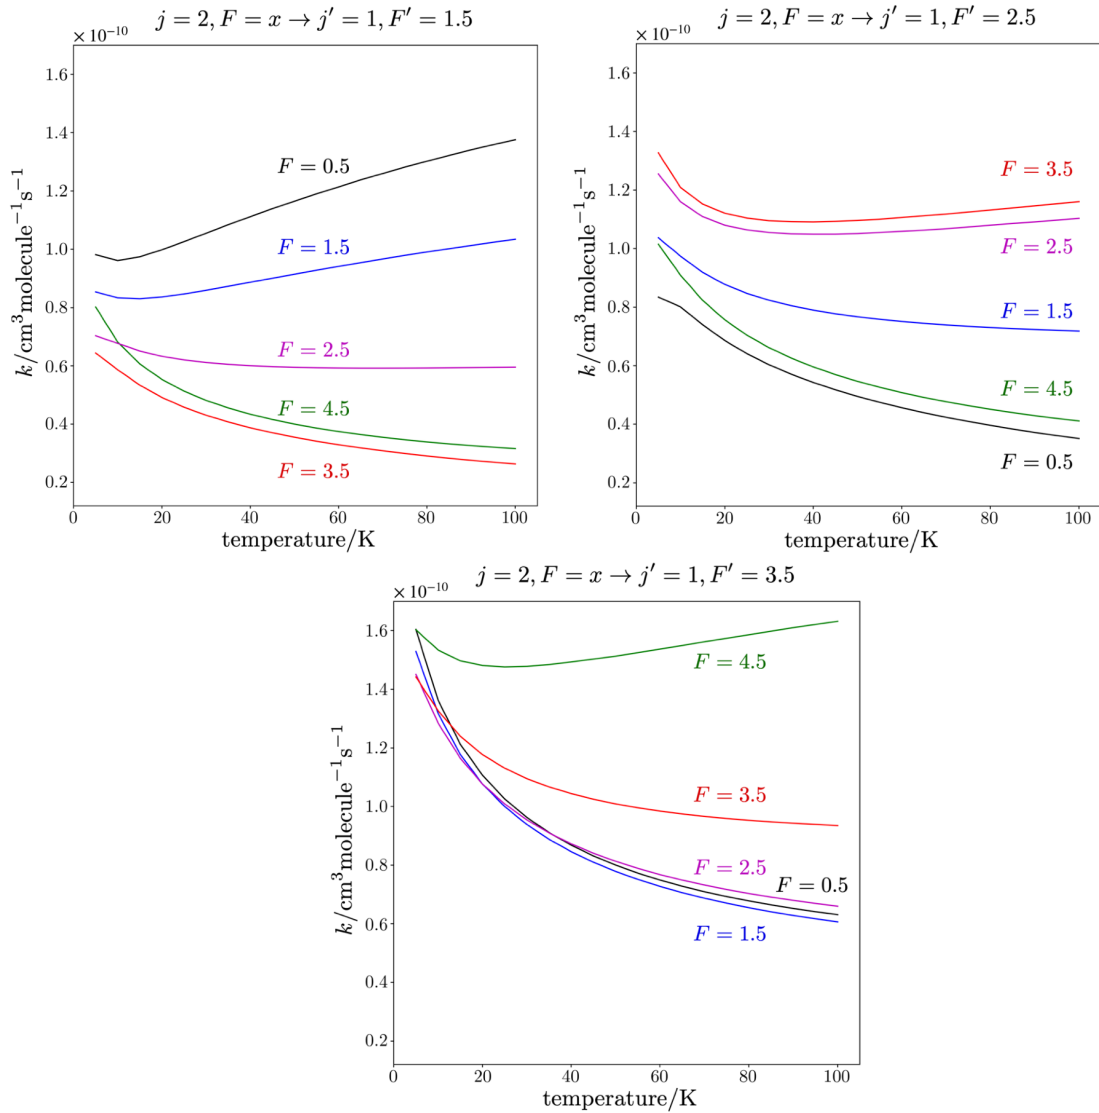 j = 2, F = x → j′ = 1, F′ = 1.5
× 10⁻¹⁰
1.6
1.4
1.2
1.0
0.8
0.6
0.4
0.2
k/cm³molecule⁻¹s⁻¹
F = 0.5
F = 1.5
F = 2.5
F = 4.5
F = 3.5
0 20 40 60 80 100
temperature/K
j = 2, F = x → j′ = 1, F′ = 2.5
× 10⁻¹⁰
1.6
1.4
1.2
1.0
0.8
0.6
0.4
0.2
k/cm³molecule⁻¹s⁻¹
F = 3.5
F = 2.5
F = 1.5
F = 4.5
F = 0.5
0 20 40 60 80 100
temperature/K
j = 2, F = x → j′ = 1, F′ = 3.5
× 10⁻¹⁰
1.6
1.4
1.2
1.0
0.8
0.6
0.4
0.2
k/cm³molecule⁻¹s⁻¹
F = 4.5
F = 3.5
F = 2.5
F = 0.5
F = 1.5
0 20 40 60 80 100
temperature/K